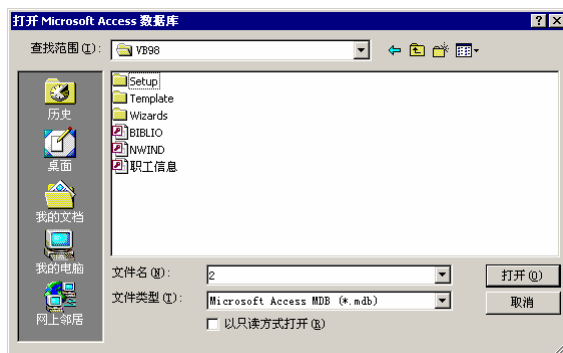 打开 Microsoft Access 数据库
查找范围(I): VB98
历史
桌面
我的文档
我的电脑
网上邻居
Setup
Template
Wizards
BIBLIO
NWIND
职工信息
文件名(N): 2 打开(O)
文件类型(T): Microsoft Access MDB (*.mdb) 取消
以只读方式打开(R)